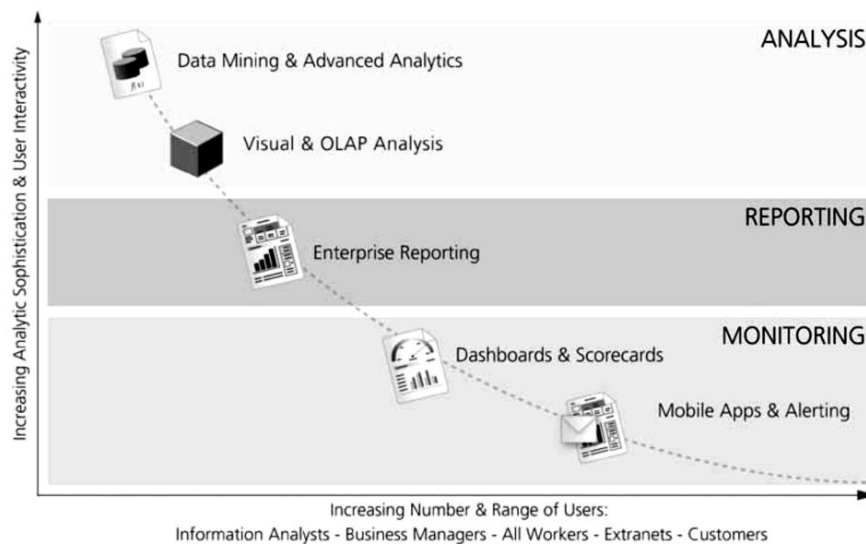 ANALYSIS
Data Mining & Advanced Analytics
f(x)
Visual & OLAP Analysis
REPORTING
Enterprise Reporting
MONITORING
Dashboards & Scorecards
Mobile Apps & Alerting
Increasing Analytic Sophistication & User Interactivity
Increasing Number & Range of Users:
Information Analysts - Business Managers - All Workers - Extranets - Customers